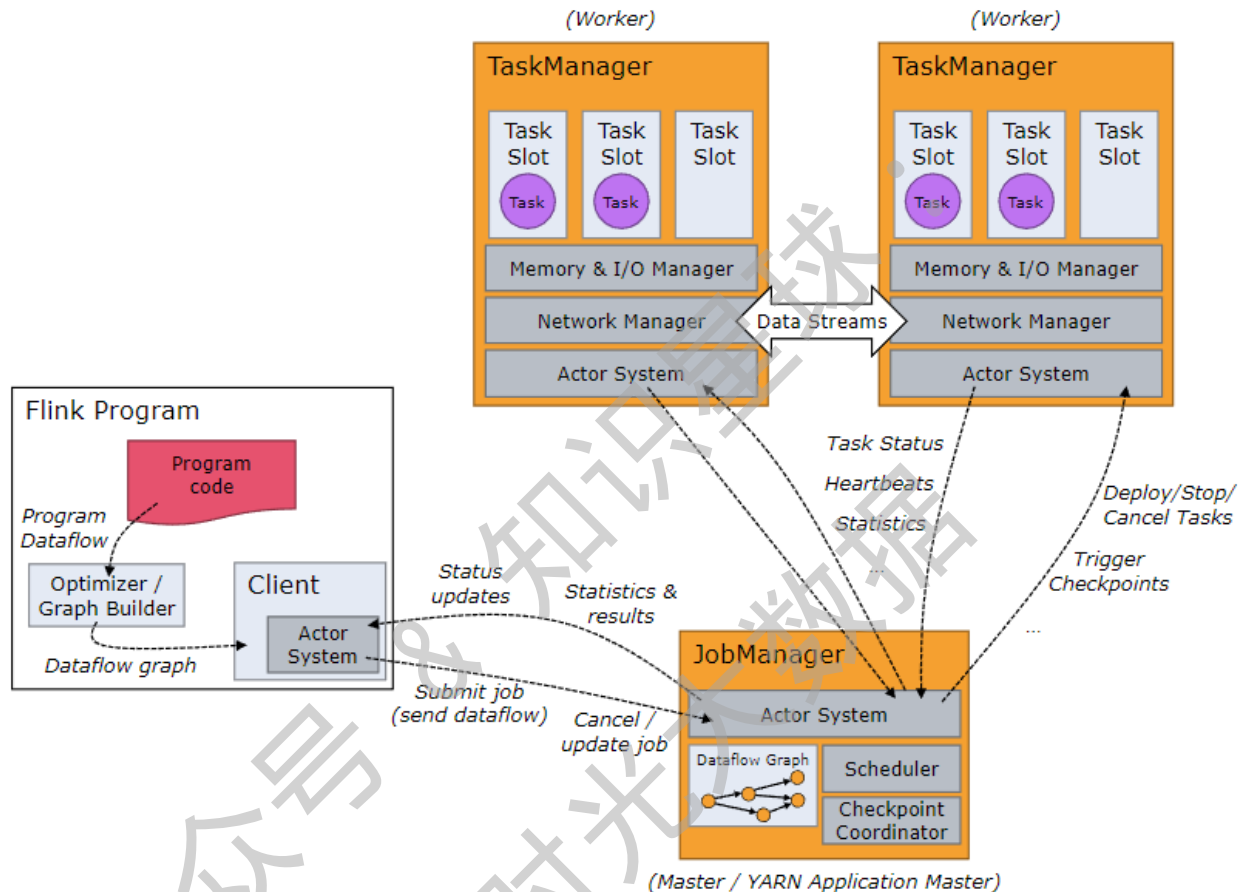 (Worker)
(Worker)
TaskManager
TaskManager
Task
Slot
Task
Slot
Task
Slot
Task
Slot
Task
Slot
Task
Slot
Task
Task
Task
Task
Memory & I/O Manager
Memory & I/O Manager
Network Manager
Data Streams
Network Manager
Actor System
Actor System
Flink Program
Program
code
Program
Dataflow
Optimizer /
Graph Builder
Dataflow graph
Client
Actor
System
Status
updates
Statistics &
results
Submit job
(send dataflow)
Cancel /
update job
Task Status
Heartbeats
Statistics
...
Deploy/Stop/
Cancel Tasks
Trigger
Checkpoints
...
JobManager
Actor System
Dataflow Graph
Scheduler
Checkpoint
Coordinator
(Master / YARN Application Master)
众号 & 知识星球:
时光大数据